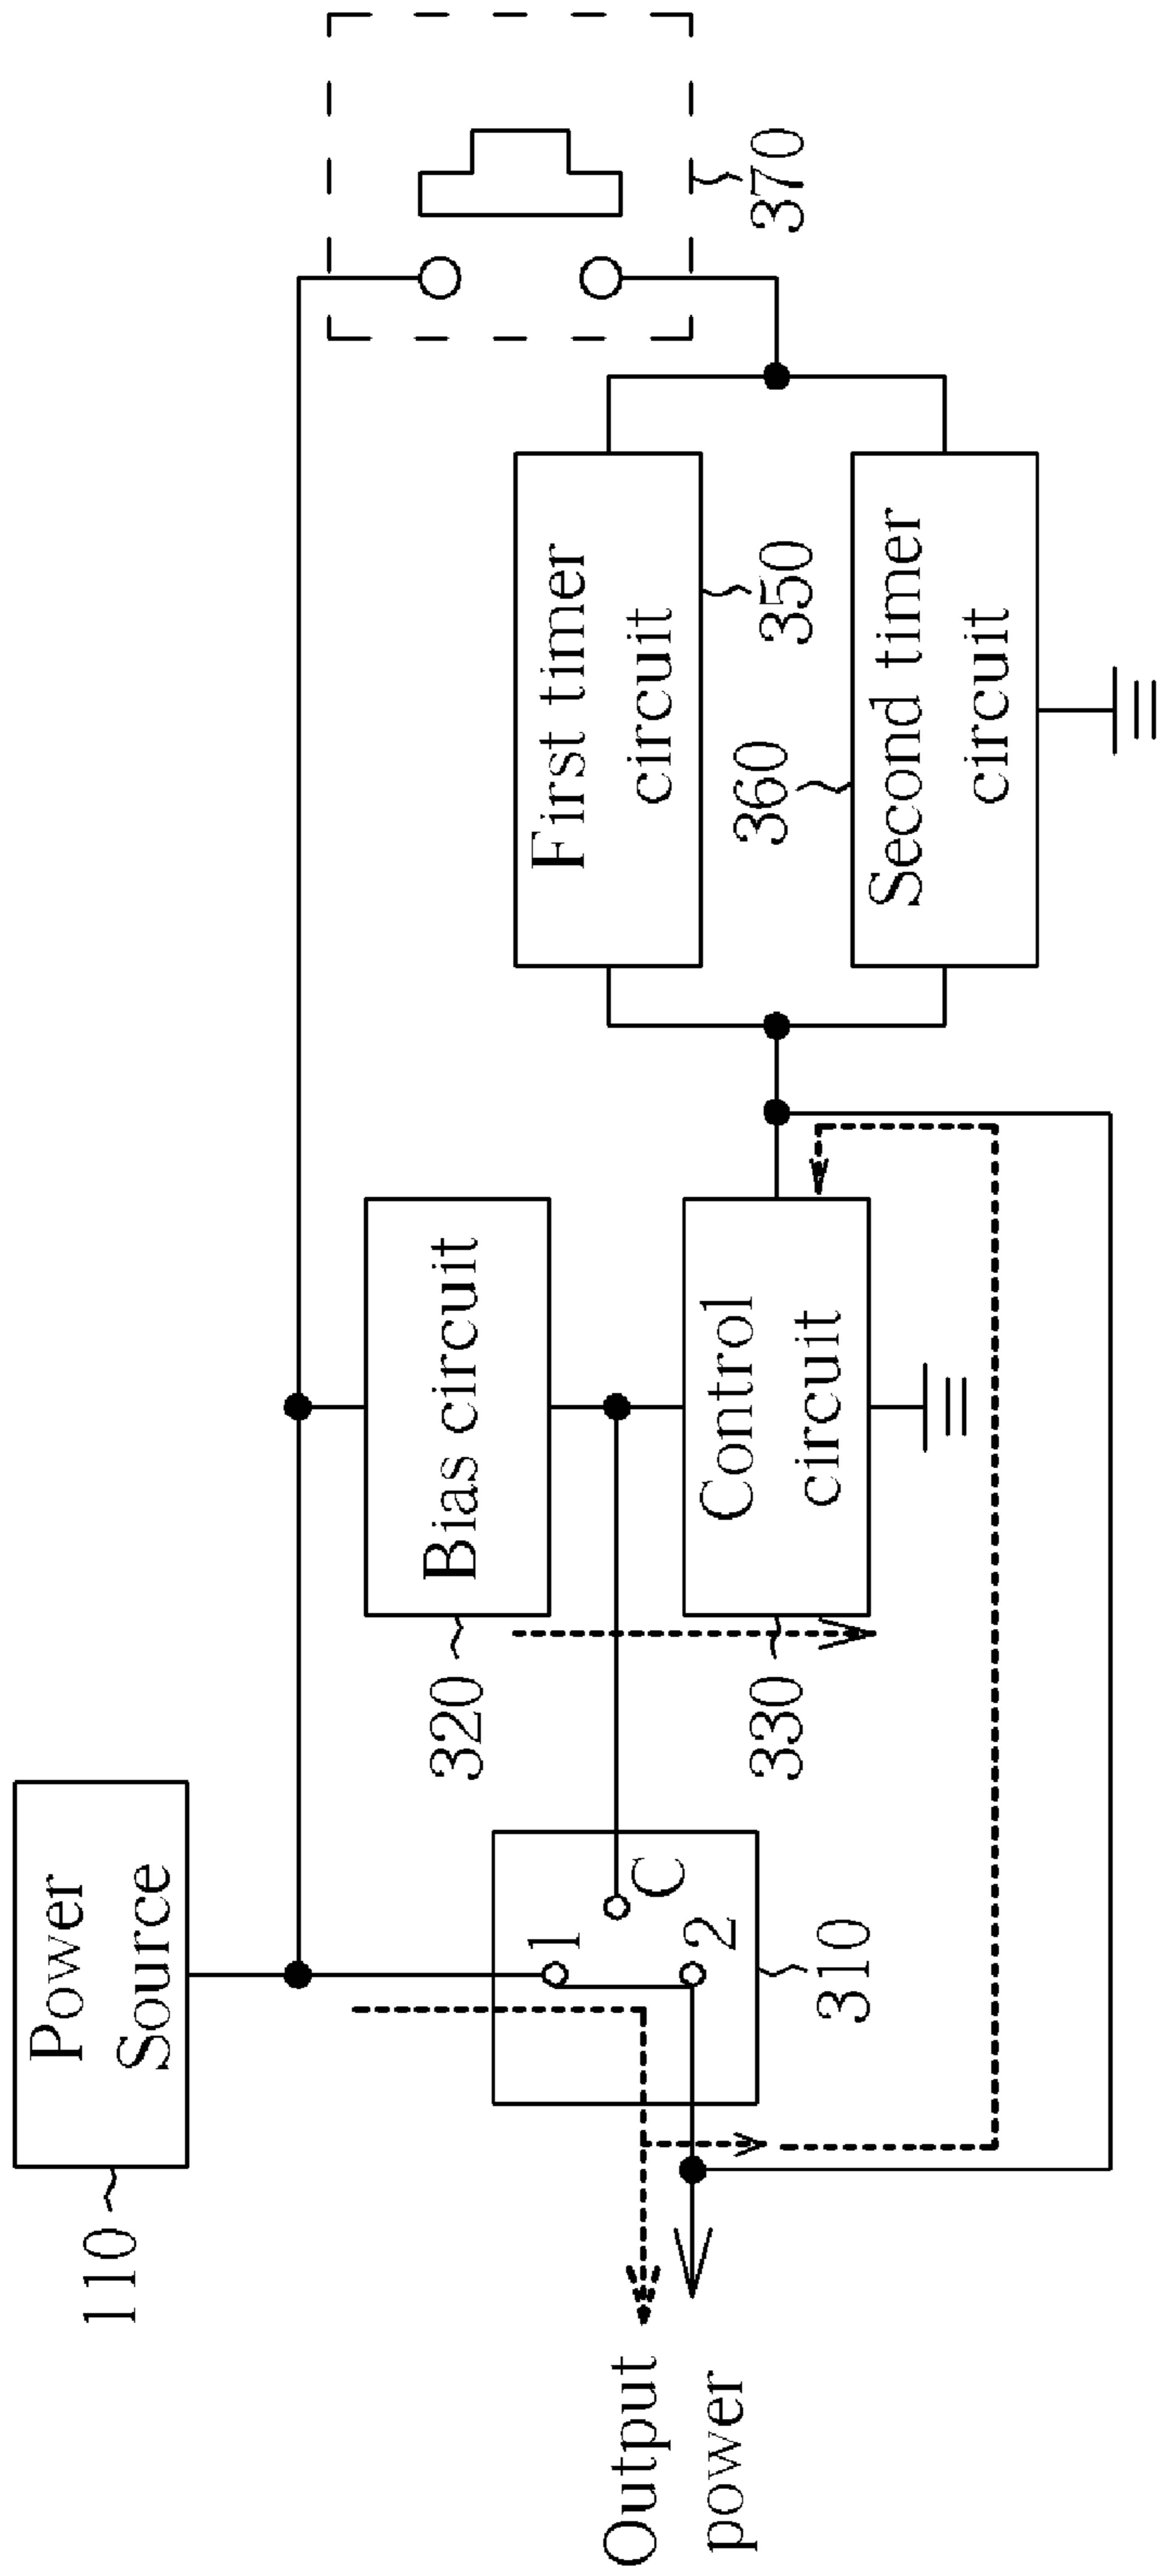 110
Power
Source
Output
power
310
1
2
C
320
Bias circuit
330
Control
circuit
First timer
circuit
350
360
Second timer
circuit
370